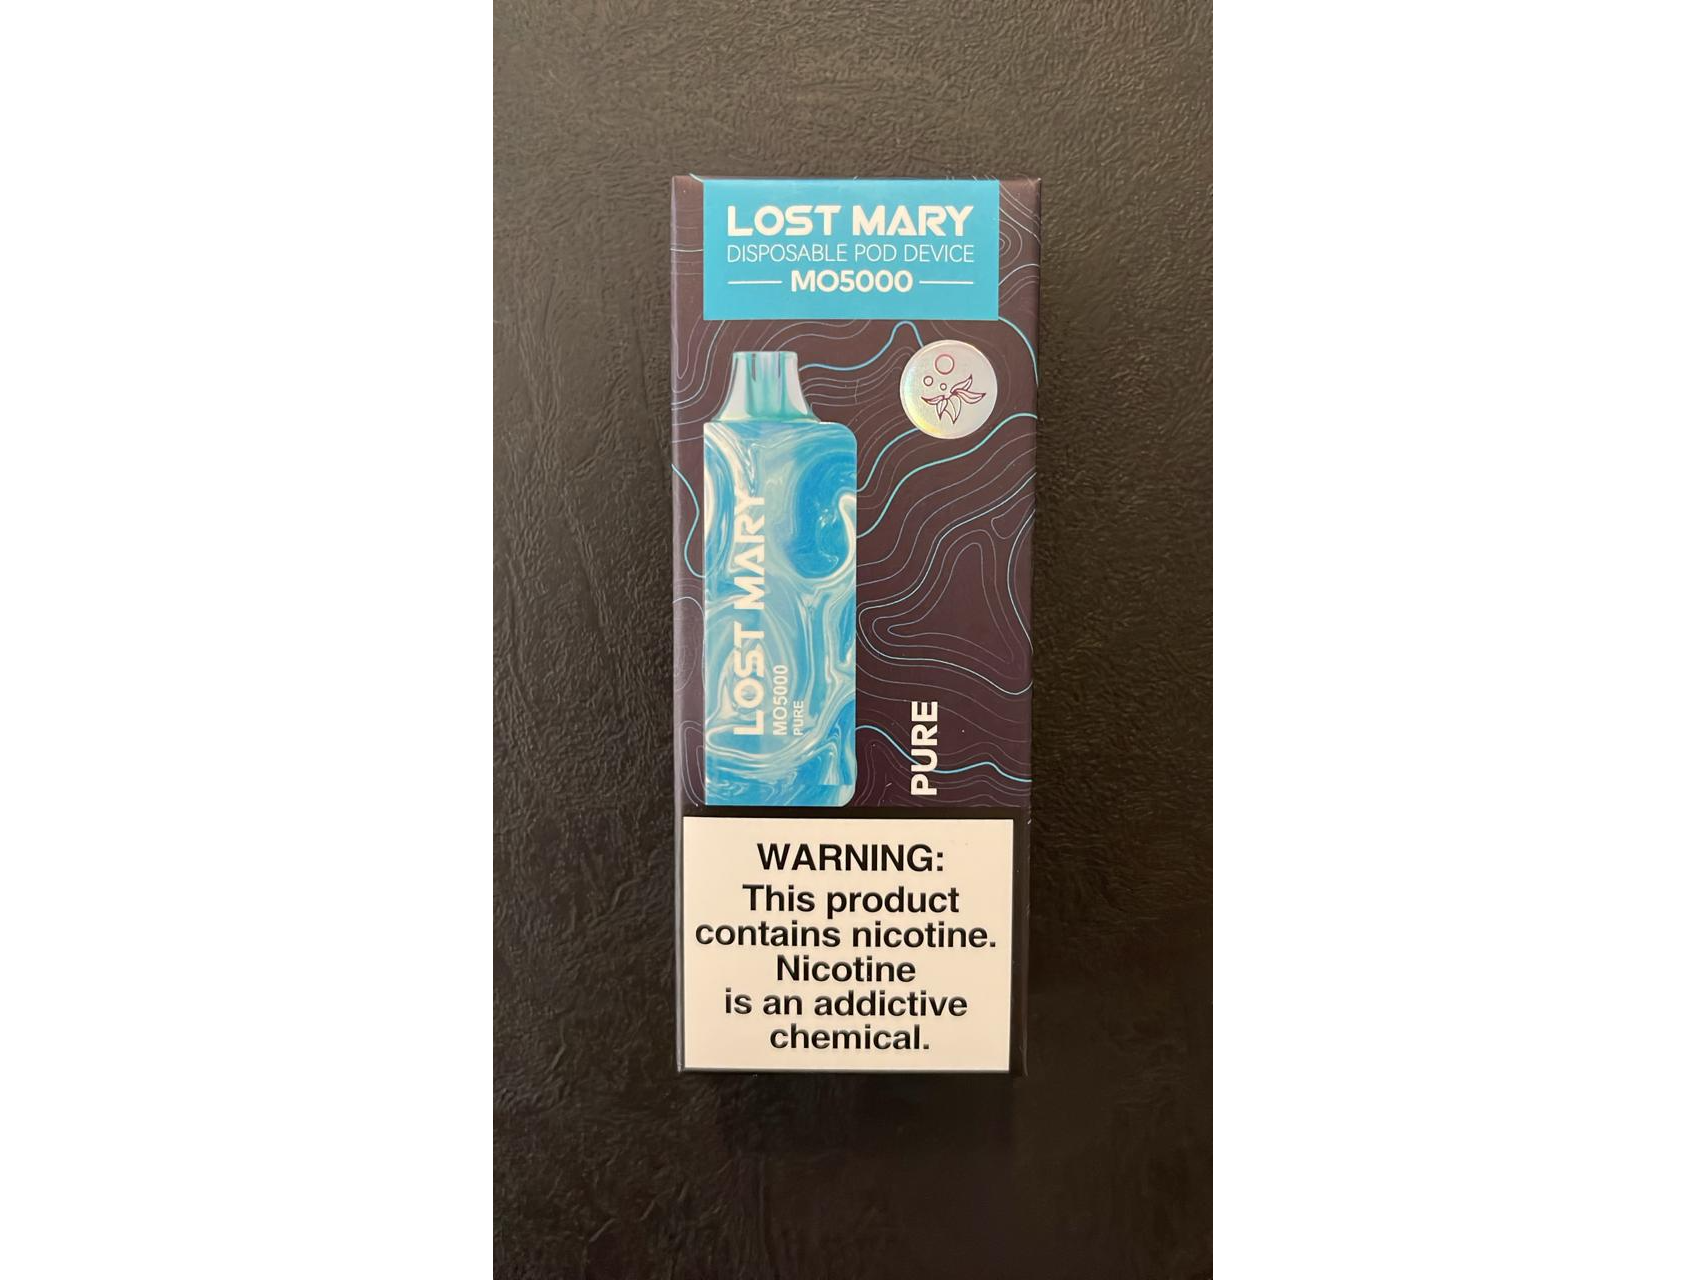 LOST MARY
DISPOSABLE POD DEVICE
MO5000
LOST MARY
MO5000
PURE
PURE
WARNING:
This product
contains nicotine.
Nicotine
is an addictive
chemical.